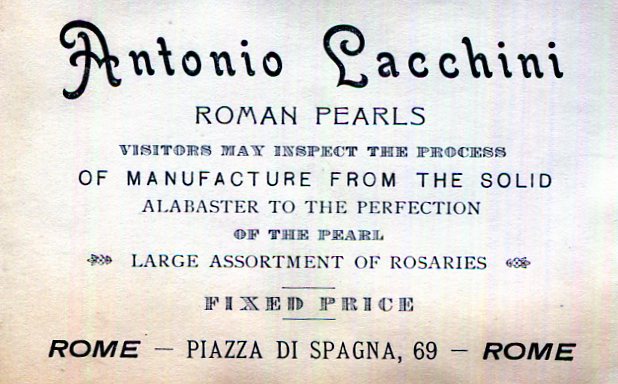 Antonio Lacchini
ROMAN PEARLS
VISITORS MAY INSPECT THE PROCESS
OF MANUFACTURE FROM THE SOLID
ALABASTER TO THE PERFECTION
OF THE PEARL
LARGE ASSORTMENT OF ROSARIES
FIXED PRICE
ROME — PIAZZA DI SPAGNA, 69 — ROME